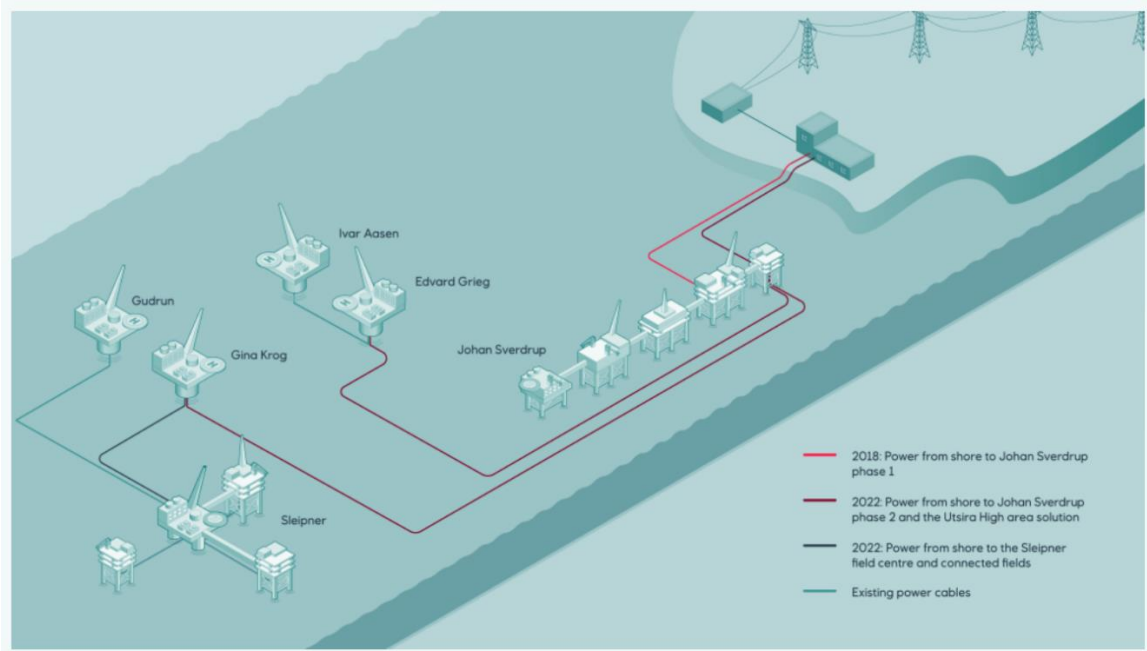 Ivar Aasen
Edvard Grieg
Gudrun
Gina Krog
Johan Sverdrup
Sleipner
2018: Power from shore to Johan Sverdrup
phase 1
2022: Power from shore to Johan Sverdrup
phase 2 and the Utsira High area solution
2022: Power from shore to the Sleipner
field centre and connected fields
Existing power cables
H
H
H
H